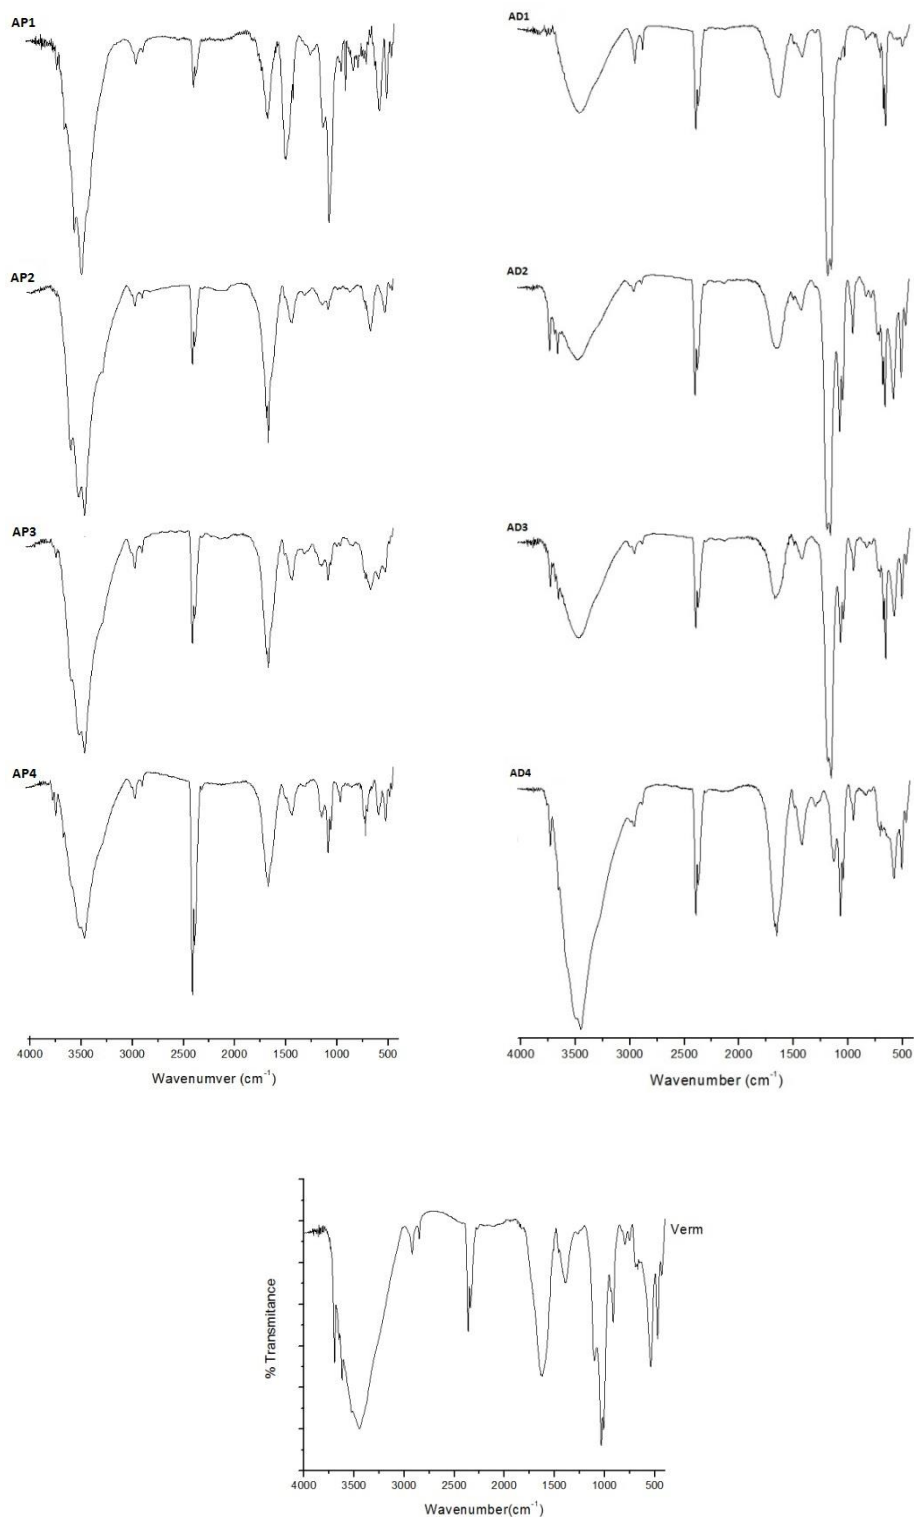 AP1
AD1
AP2
AD2
AP3
AD3
AP4
AD4
4000 3500 3000 2500 2000 1500 1000 500
Wavenumver (cm⁻¹)
4000 3500 3000 2500 2000 1500 1000 500
Wavenumber (cm⁻¹)
Verm
% Transmitance
4000 3500 3000 2500 2000 1500 1000 500
Wavenumber(cm⁻¹)